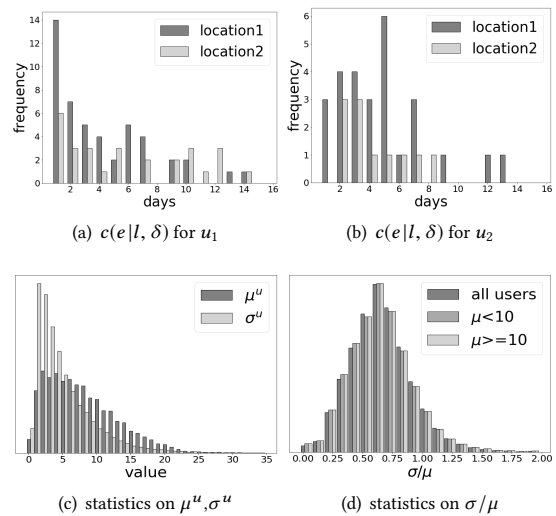 location1
location2
frequency
14
12
10
8
6
4
2
0
2 4 6 8 10 12 14 16
days
(a) c(e|l, δ) for u₁
location1
location2
frequency
6
5
4
3
2
1
0
2 4 6 8 10 12 14 16
days
(b) c(e|l, δ) for u₂
μᵘ
σᵘ
0 5 10 15 20 25 30 35
value
(c) statistics on μᵘ,σᵘ
all users
μ<10
μ>=10
0.00 0.25 0.50 0.75 1.00 1.25 1.50 1.75 2.00
σ/μ
(d) statistics on σ/μ